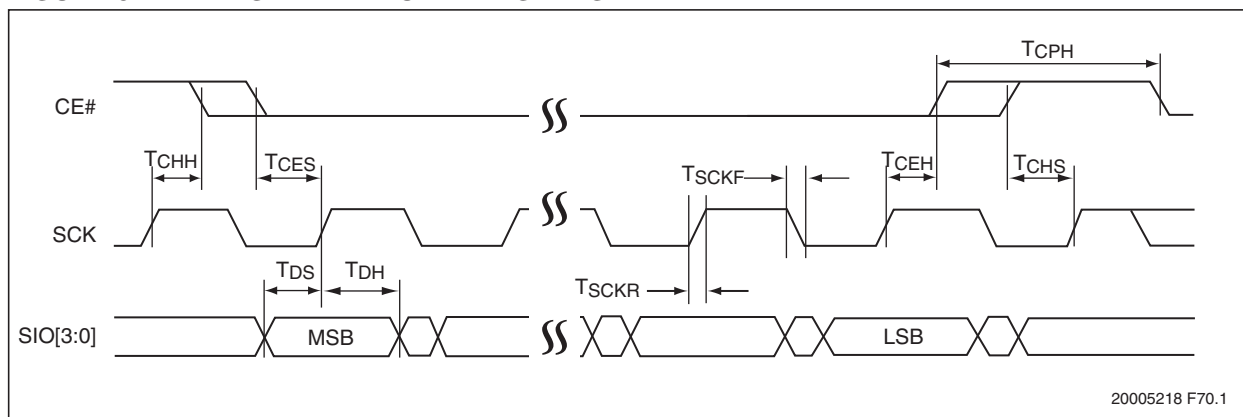 TCPH
CE#
TCHH
TCES
TSCKF
TCEH
TCHS
SCK
TDS
TDH
TSCKR
SIO[3:0]
MSB
LSB
20005218 F70.1